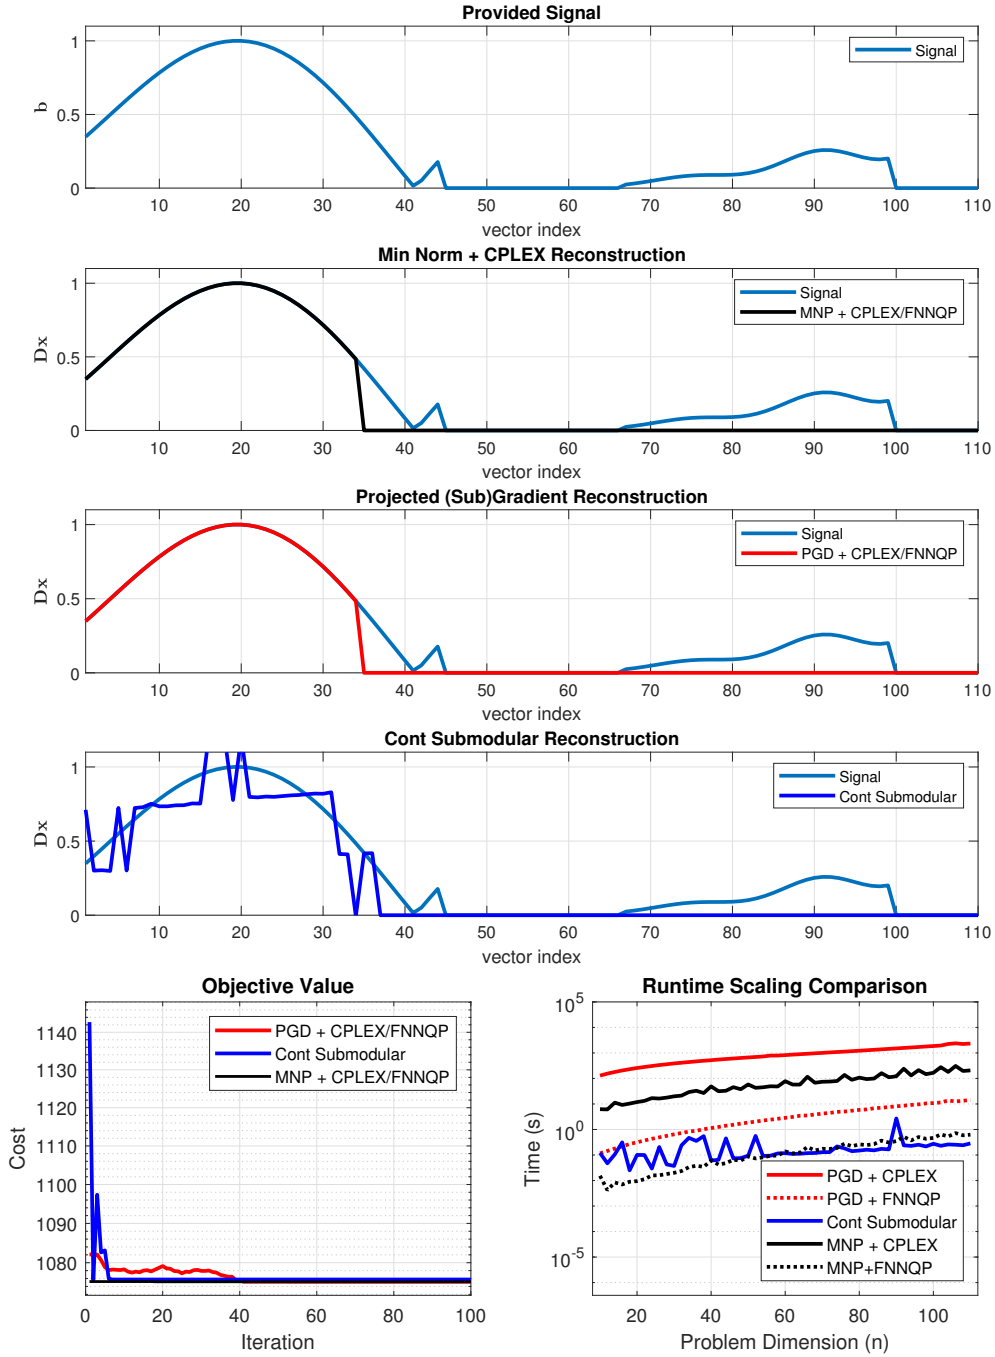 Provided Signal
1
0.5
0
b
Signal
10 20 30 40 50 60 70 80 90 100 110
vector index
Min Norm + CPLEX Reconstruction
1
0.5
0
Dx
Signal
MNP + CPLEX/FNNQP
10 20 30 40 50 60 70 80 90 100 110
vector index
Projected (Sub)Gradient Reconstruction
1
0.5
0
Dx
Signal
PGD + CPLEX/FNNQP
10 20 30 40 50 60 70 80 90 100 110
vector index
Cont Submodular Reconstruction
1
0.5
0
Dx
Signal
Cont Submodular
10 20 30 40 50 60 70 80 90 100 110
vector index
Objective Value
1140
1130
1120
1110
1100
1090
1080
Cost
PGD + CPLEX/FNNQP
Cont Submodular
MNP + CPLEX/FNNQP
0 20 40 60 80 100
Iteration
Runtime Scaling Comparison
10^5
10^0
10^-5
Time (s)
PGD + CPLEX
PGD + FNNQP
Cont Submodular
MNP + CPLEX
MNP+FNNQP
20 40 60 80 100
Problem Dimension (n)